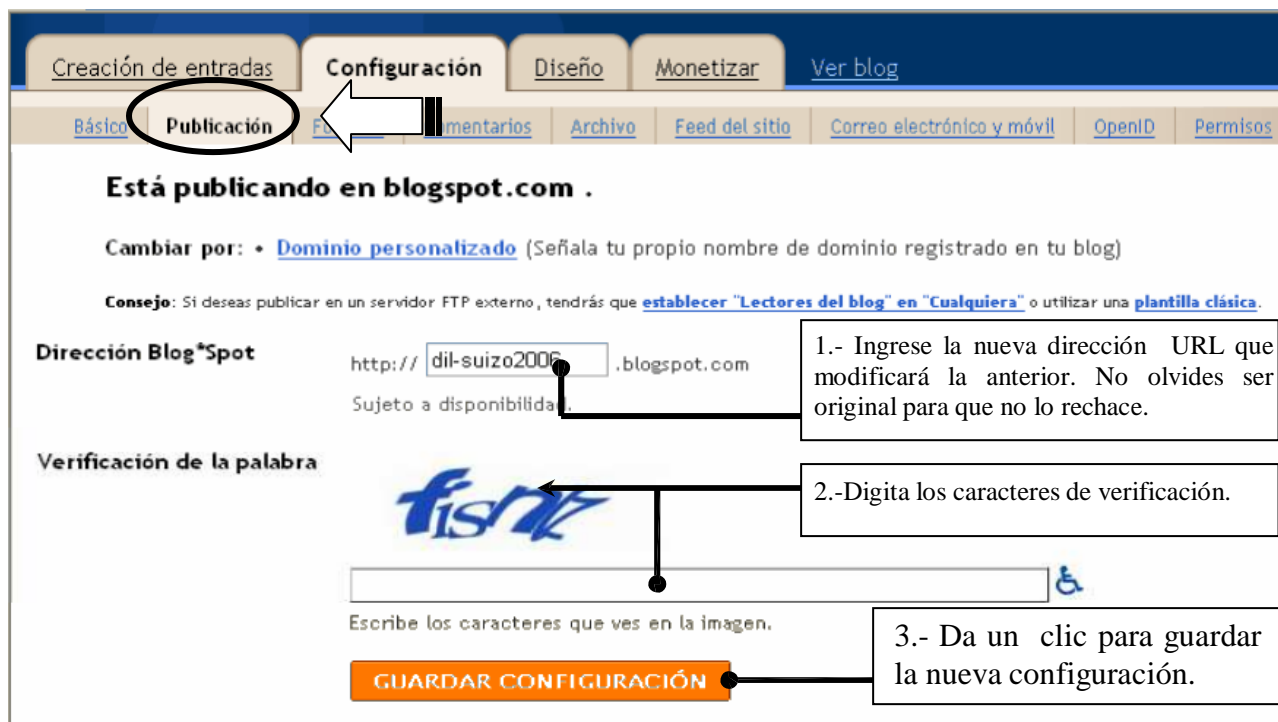 Creación de entradas Configuración Diseño Monetizar Ver blog
Básico Publicación Comentarios Archivo Feed del sitio Correo electrónico y móvil OpenID Permisos
Está publicando en blogspot.com .
Cambiar por: • Dominio personalizado (Señala tu propio nombre de dominio registrado en tu blog)
Consejo: Si deseas publicar en un servidor FTP externo, tendrás que establecer "Lectores del blog" en "Cualquiera" o utilizar una plantilla clásica.
Dirección Blog*Spot
http:// dil-suizo2006 .blogspot.com
Sujeto a disponibilidad.
1.- Ingrese la nueva dirección URL que
modificará la anterior. No olvides ser
original para que no lo rechace.
Verificación de la palabra
2.-Digita los caracteres de verificación.
Escribe los caracteres que ves en la imagen.
3.- Da un clic para guardar
la nueva configuración.
GUARDAR CONFIGURACIÓN